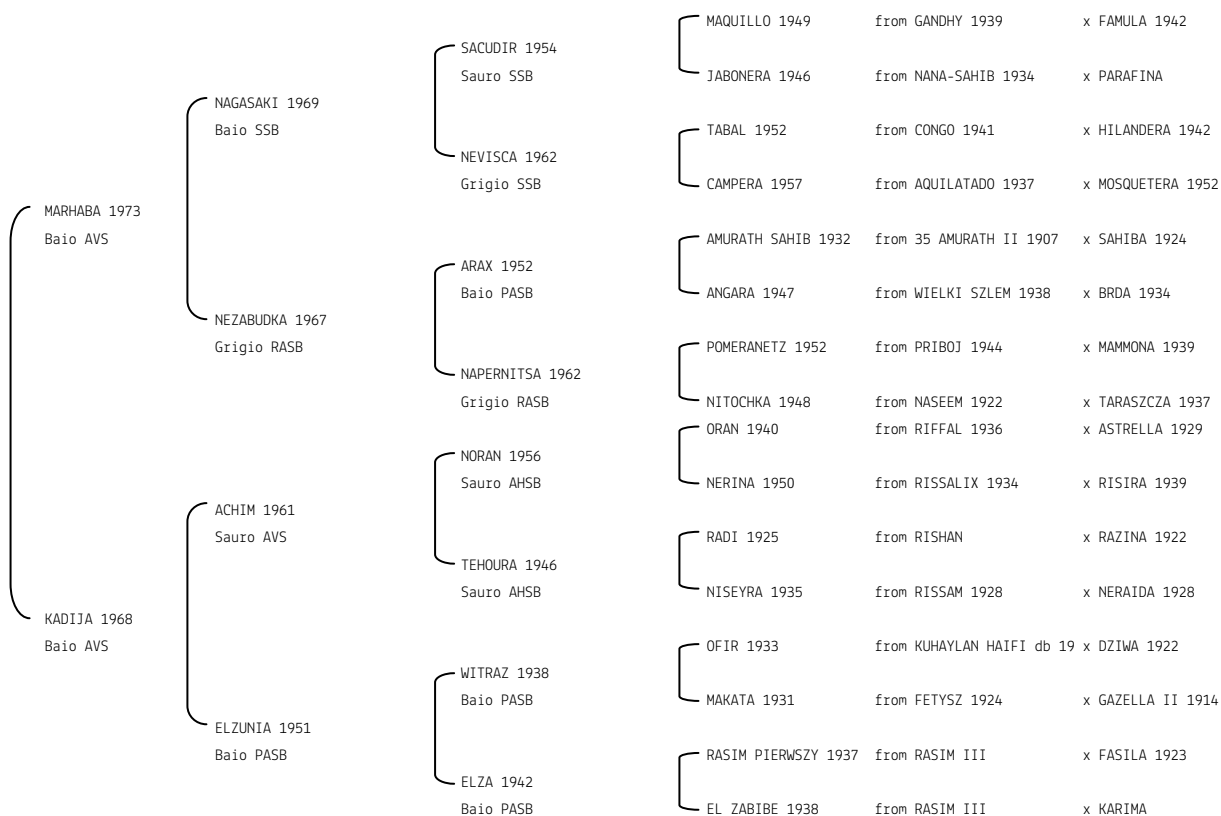 MAQUILLO 1949 from GANDHY 1939 x FAMULA 1942
SACUDIR 1954
Sauro SSB JABONERA 1946 from NANA-SAHIB 1934 x PARAFINA
NAGASAKI 1969
Baio SSB TABAL 1952 from CONGO 1941 x HILANDERA 1942
NEVISCA 1962
Grigio SSB CAMPERA 1957 from AQUILATADO 1937 x MOSQUETERA 1952
MARHABA 1973
Baio AVS AMURATH SAHIB 1932 from 35 AMURATH II 1907 x SAHIBA 1924
ARAX 1952
Baio PASB ANGARA 1947 from WIELKI SZLEM 1938 x BRDA 1934
NEZABUDKA 1967
Grigio RASB POMERANETZ 1952 from PRIBOJ 1944 x MAMMONA 1939
NAPERNITSA 1962
Grigio RASB NITOCHKA 1948 from NASEEM 1922 x TARASZCZA 1937
ORAN 1940 from RIFFAL 1936 x ASTRELLA 1929
NORAN 1956
Sauro AHSB NERINA 1950 from RISSALIX 1934 x RISIRA 1939
ACHIM 1961
Sauro AVS RADI 1925 from RISHAN x RAZINA 1922
TEHOURA 1946
Sauro AHSB NISEYRA 1935 from RISSAM 1928 x NERAIDA 1928
KADIJA 1968
Baio AVS OFIR 1933 from KUHAYLAN HAIFI db 19 x DZIWA 1922
WITRAZ 1938
Baio PASB MAKATA 1931 from FETYSZ 1924 x GAZELLA II 1914
ELZUNIA 1951
Baio PASB RASIM PIERWSZY 1937 from RASIM III x FASILA 1923
ELZA 1942
Baio PASB EL ZABIBE 1938 from RASIM III x KARIMA